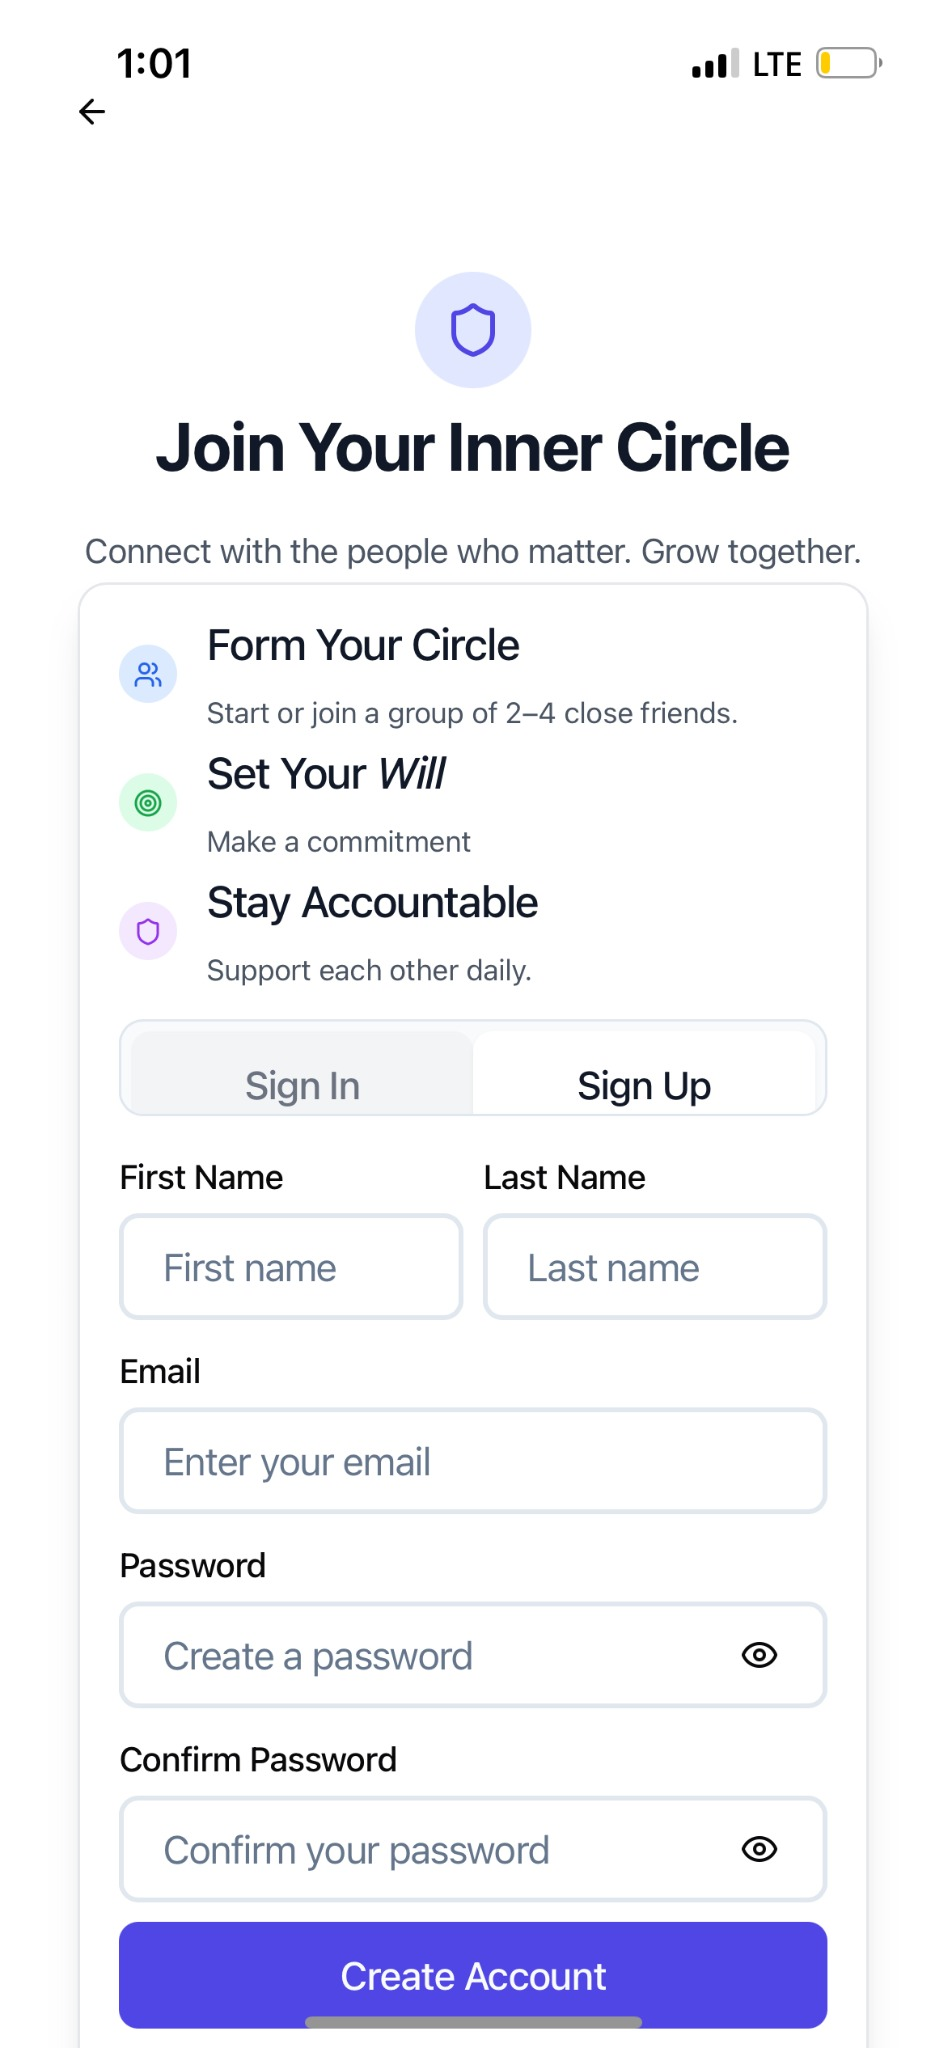 1:01
LTE
Join Your Inner Circle
Connect with the people who matter. Grow together.
Form Your Circle
Start or join a group of 2–4 close friends.
Set Your Will
Make a commitment
Stay Accountable
Support each other daily.
Sign In Sign Up
First Name Last Name
First name Last name
Email
Enter your email
Password
Create a password
Confirm Password
Confirm your password
Create Account